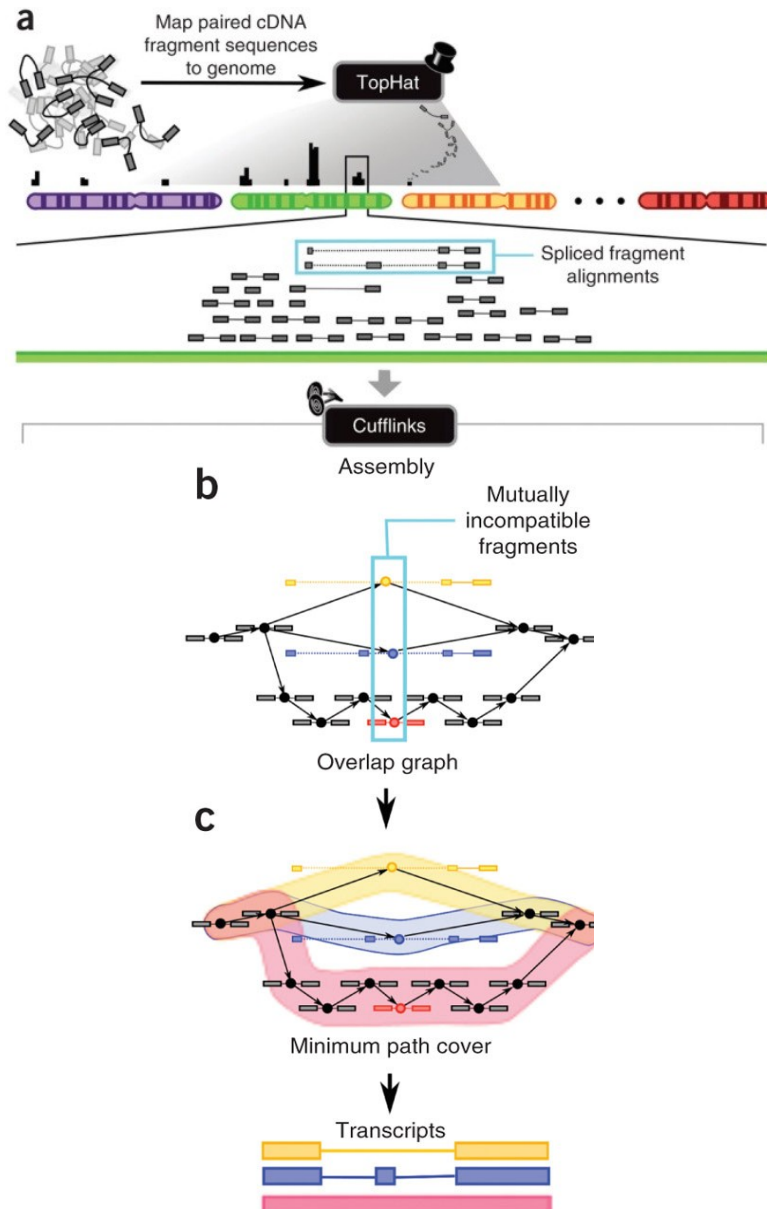 a
Map paired cDNA
fragment sequences
to genome
TopHat
Spliced fragment
alignments
Cufflinks
Assembly
b
Mutually
incompatible
fragments
Overlap graph
c
Minimum path cover
Transcripts